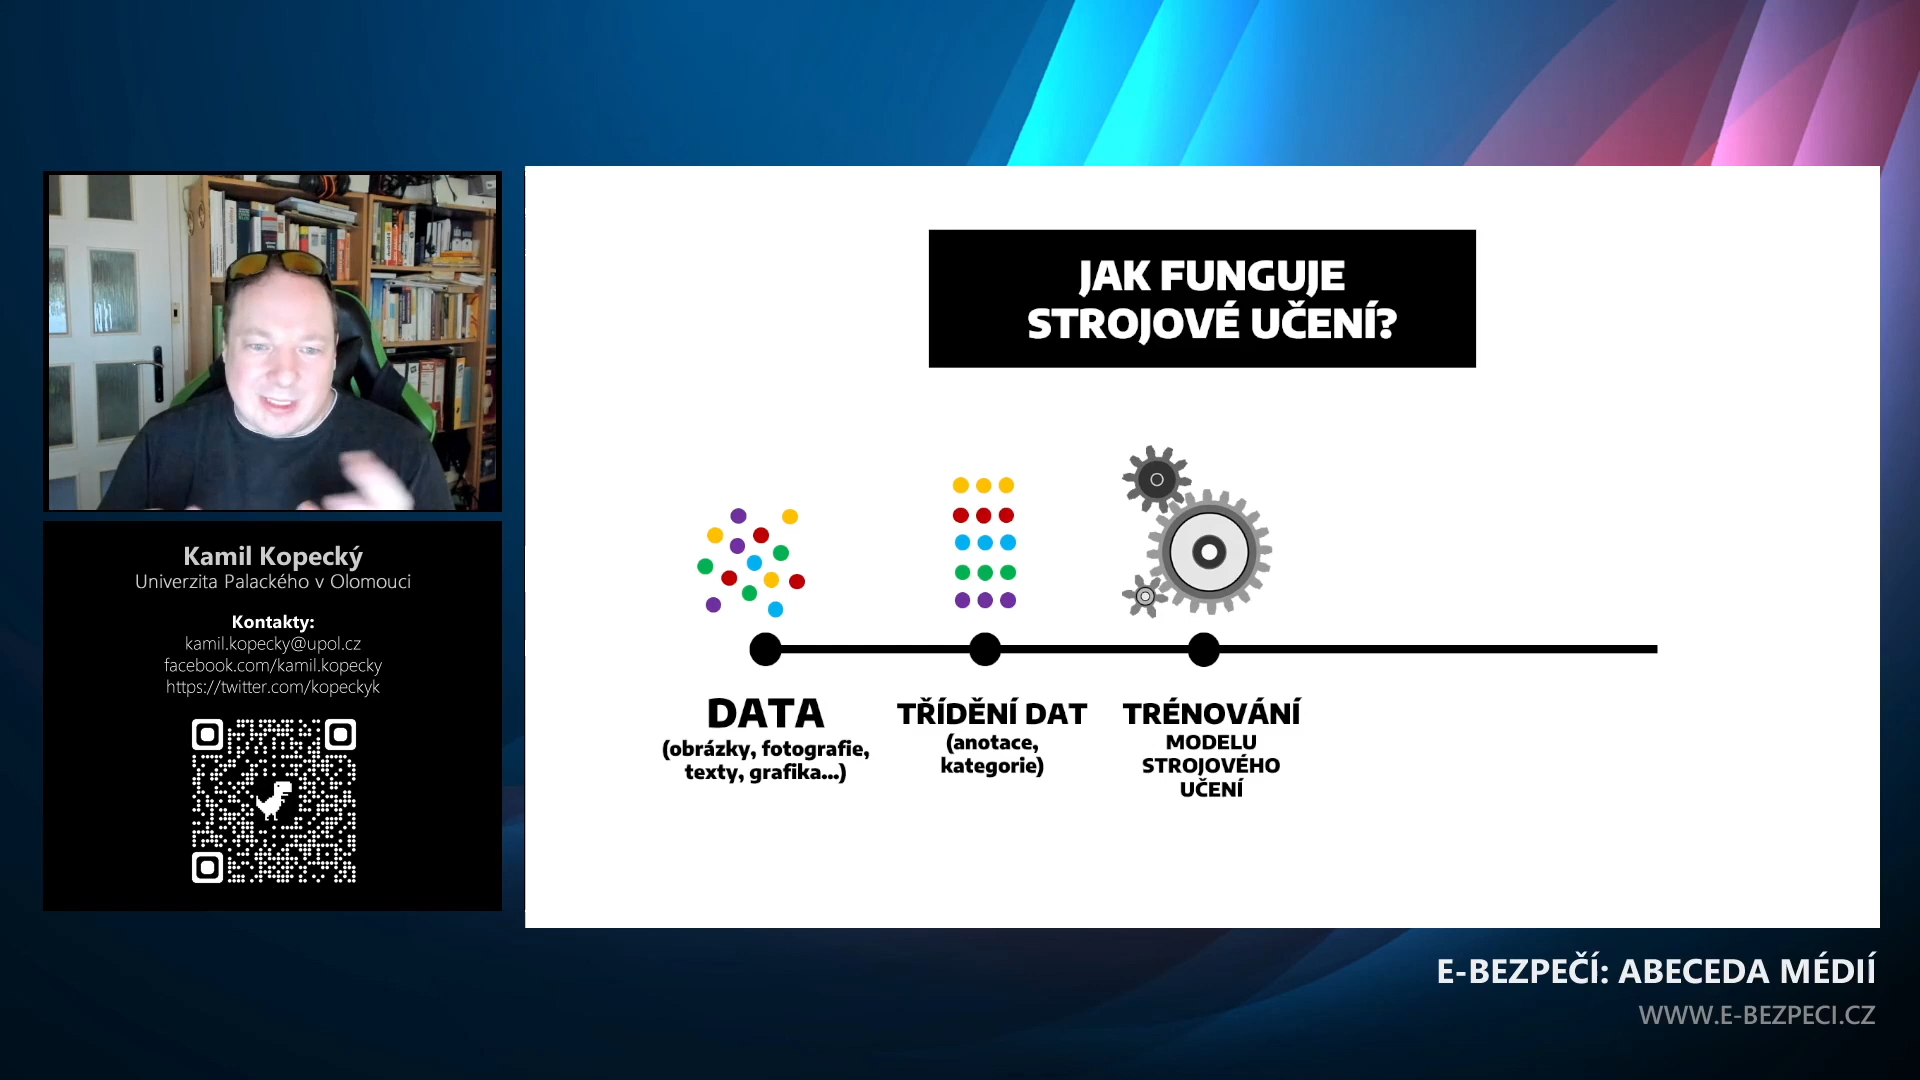 JAK FUNGUJE
STROJOVÉ UČENÍ?
DATA
(obrázky, fotografie,
texty, grafika...)
TŘÍDĚNÍ DAT
(anotace,
kategorie)
TRÉNOVÁNÍ
MODELU
STROJOVÉHO
UČENÍ
Kamil Kopecký
Univerzita Palackého v Olomouci
Kontakty:
kamil.kopecky@upol.cz
facebook.com/kamil.kopecky
https://twitter.com/kopeckyk
E-BEZPEČÍ: ABECEDA MÉDIÍ
WWW.E-BEZPECI.CZ